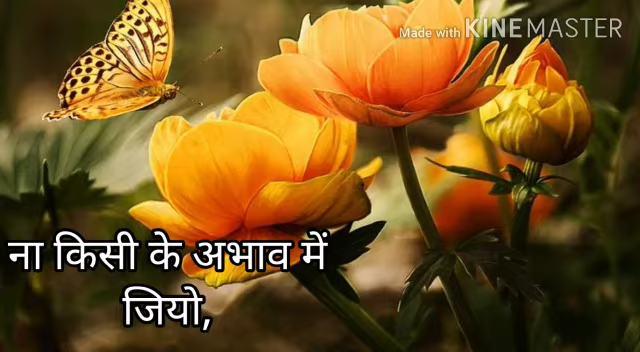 Made with KINEMASTER
ना किसी के अभाव में
जियो,